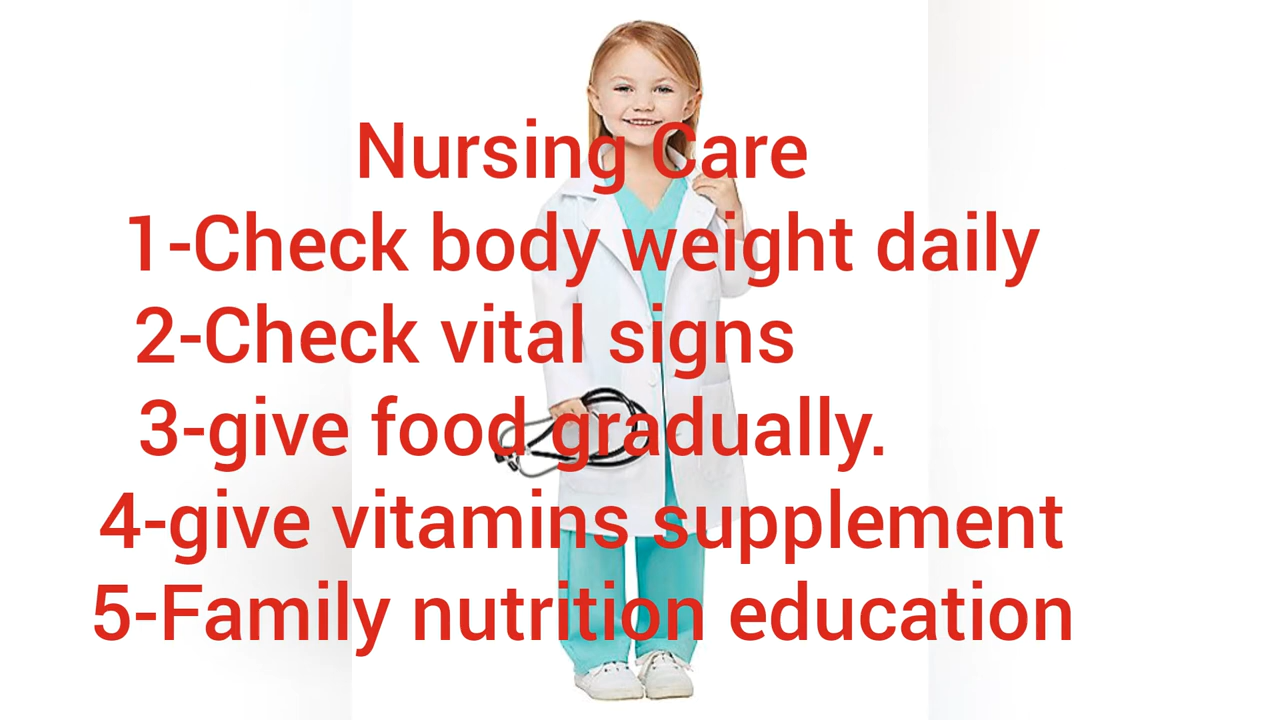 Nursing Care
1-Check body weight daily
2-Check vital signs
3-give food gradually.
4-give vitamins supplement
5-Family nutrition education